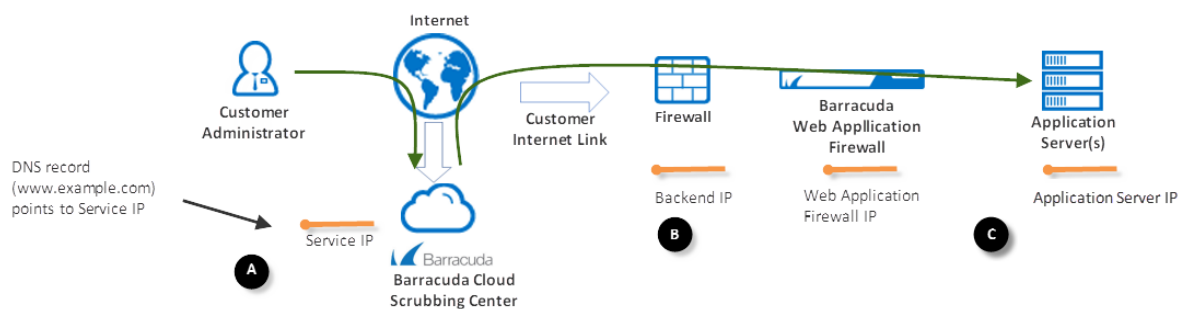 Internet
Customer
Administrator
Customer
Internet Link
Firewall
Barracuda
Web Appllication
Firewall
Application
Server(s)
DNS record
(www.example.com)
points to Service IP
Service IP
Backend IP
Web Application
Firewall IP
Application Server IP
A
B
C
Barracuda
Barracuda Cloud
Scrubbing Center